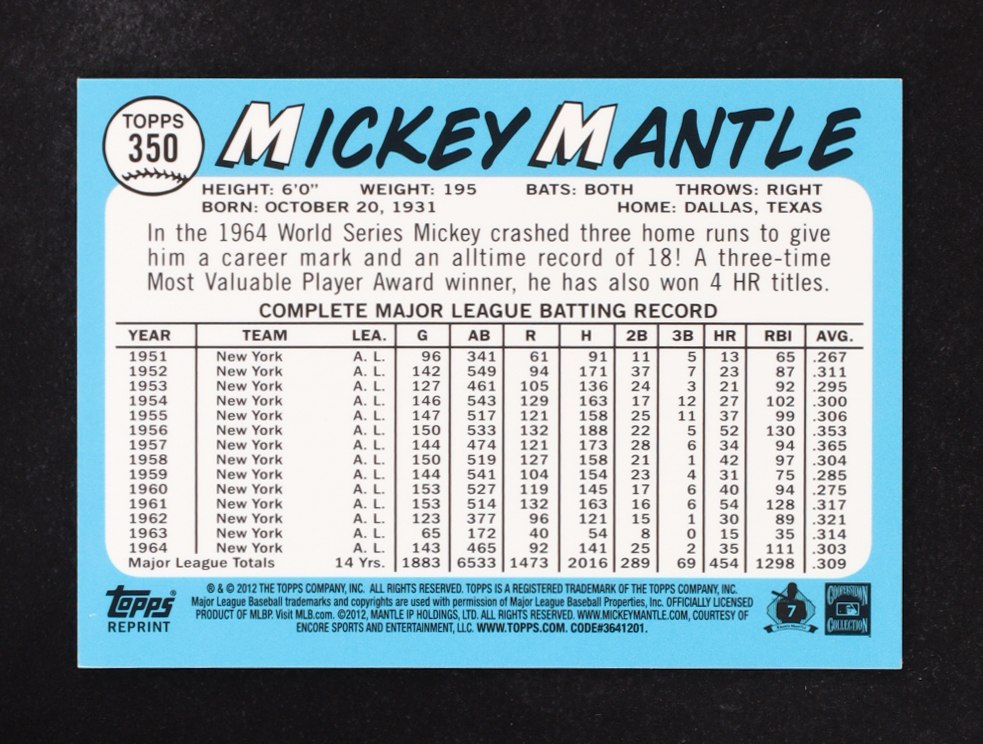 TOPPS
350
MICKEY MANTLE
HEIGHT: 6'0" WEIGHT: 195 BATS: BOTH THROWS: RIGHT
BORN: OCTOBER 20, 1931 HOME: DALLAS, TEXAS
In the 1964 World Series Mickey crashed three home runs to give
him a career mark and an alltime record of 18! A three-time
Most Valuable Player Award winner, he has also won 4 HR titles.
COMPLETE MAJOR LEAGUE BATTING RECORD
YEAR TEAM LEA. G AB R H 2B 3B HR RBI AVG.
1951 New York A. L. 96 341 61 91 11 5 13 65 .267
1952 New York A. L. 142 549 94 171 37 7 23 87 .311
1953 New York A. L. 127 461 105 136 24 3 21 92 .295
1954 New York A. L. 146 543 129 163 17 12 27 102 .300
1955 New York A. L. 147 517 121 158 25 11 37 99 .306
1956 New York A. L. 150 533 132 188 22 5 52 130 .353
1957 New York A. L. 144 474 121 173 28 6 34 94 .365
1958 New York A. L. 150 519 127 158 21 1 42 97 .304
1959 New York A. L. 144 541 104 154 23 4 31 75 .285
1960 New York A. L. 153 527 119 145 17 6 40 94 .275
1961 New York A. L. 153 514 132 163 16 6 54 128 .317
1962 New York A. L. 123 377 96 121 15 1 30 89 .321
1963 New York A. L. 65 172 40 54 8 0 15 35 .314
1964 New York A. L. 143 465 92 141 25 2 35 111 .303
Major League Totals 14 Yrs. 1883 6533 1473 2016 289 69 454 1298 .309
TOPPS
REPRINT
® & © 2012 THE TOPPS COMPANY, INC. ALL RIGHTS RESERVED. TOPPS IS A REGISTERED TRADEMARK OF THE TOPPS COMPANY, INC.
Major League Baseball trademarks and copyrights are used with permission of Major League Baseball Properties, Inc. OFFICIALLY LICENSED
PRODUCT OF MLBP. Visit MLB.com. ©2012, MANTLE IP HOLDINGS, LTD. ALL RIGHTS RESERVED. WWW.MICKEYMANTLE.COM, COURTESY OF
ENCORE SPORTS AND ENTERTAINMENT, LLC. WWW.TOPPS.COM. CODE#3641201.
7
COOPERSTOWN
COLLECTION